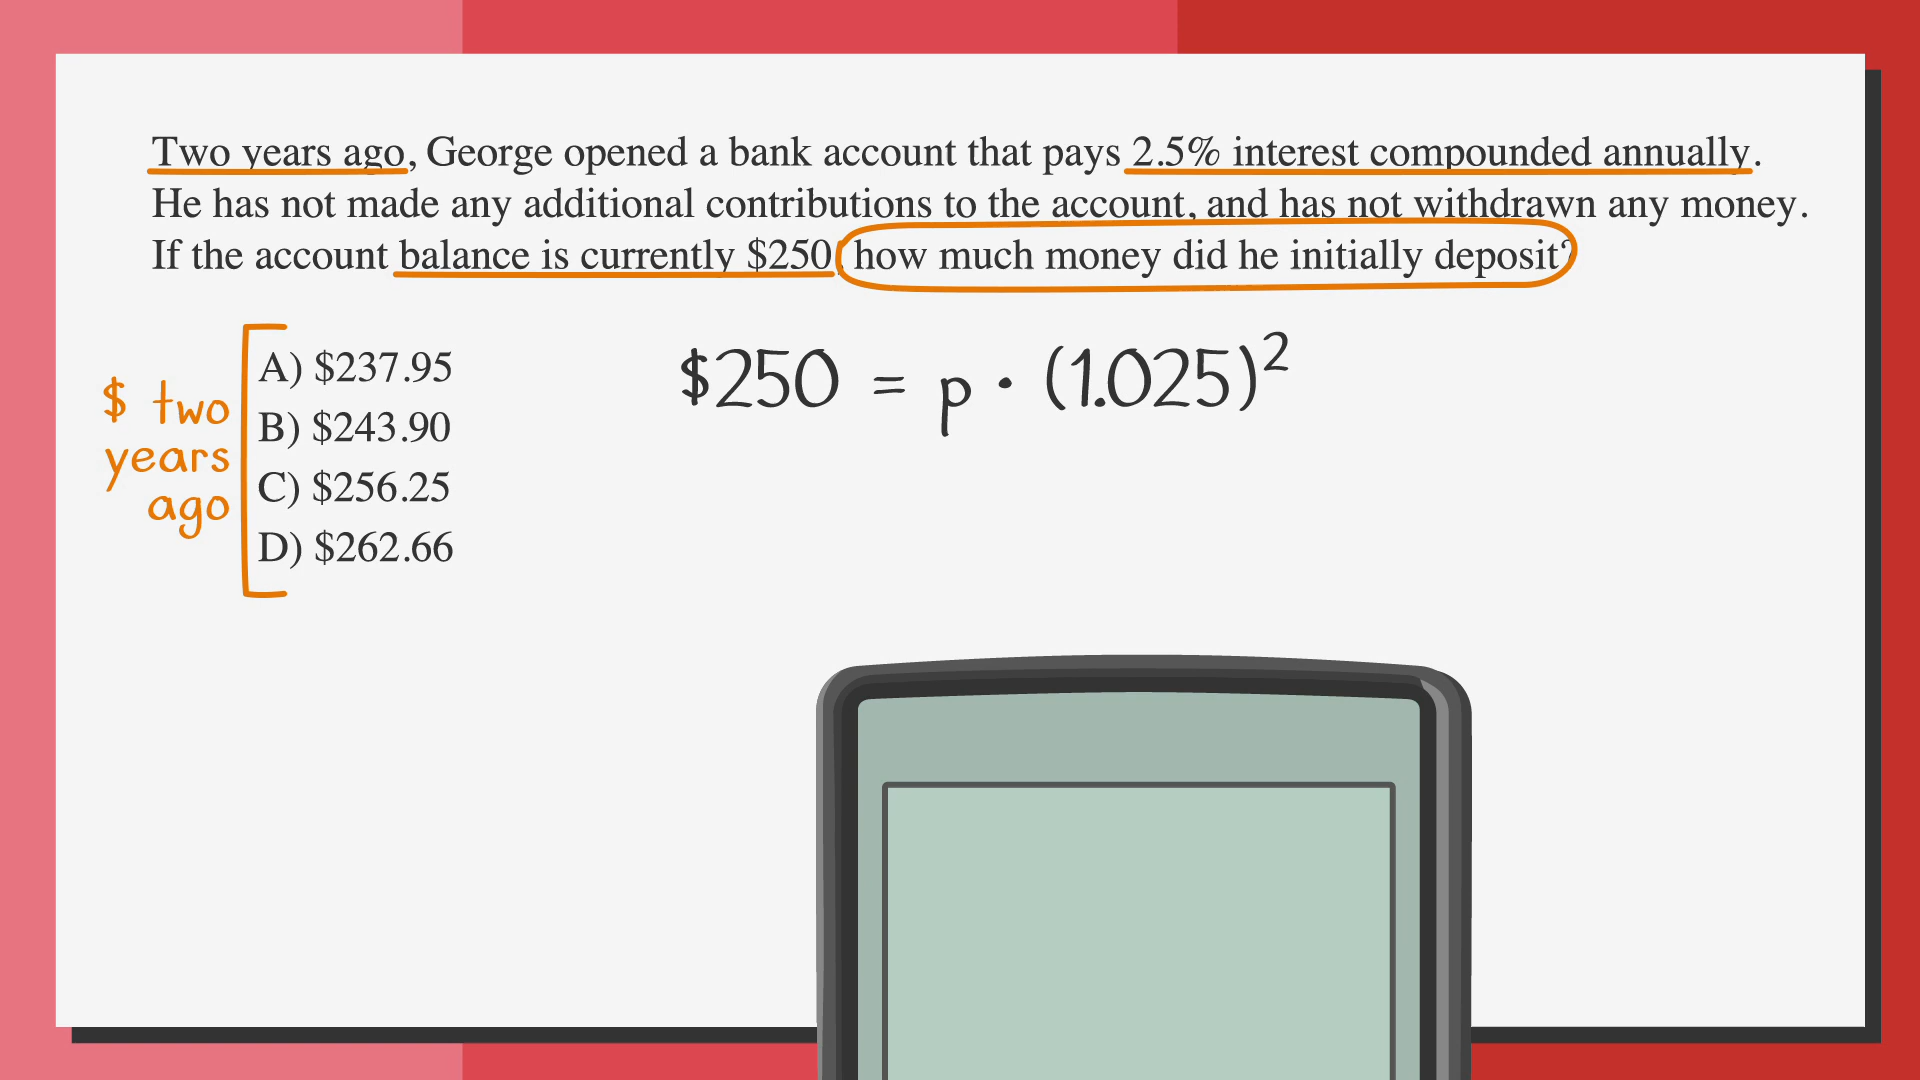 Two years ago, George opened a bank account that pays 2.5% interest compounded annually.
He has not made any additional contributions to the account, and has not withdrawn any money.
If the account balance is currently $250, how much money did he initially deposit?
$ two
years
ago
A) $237.95
B) $243.90
C) $256.25
D) $262.66
$250 = p · (1.025)²